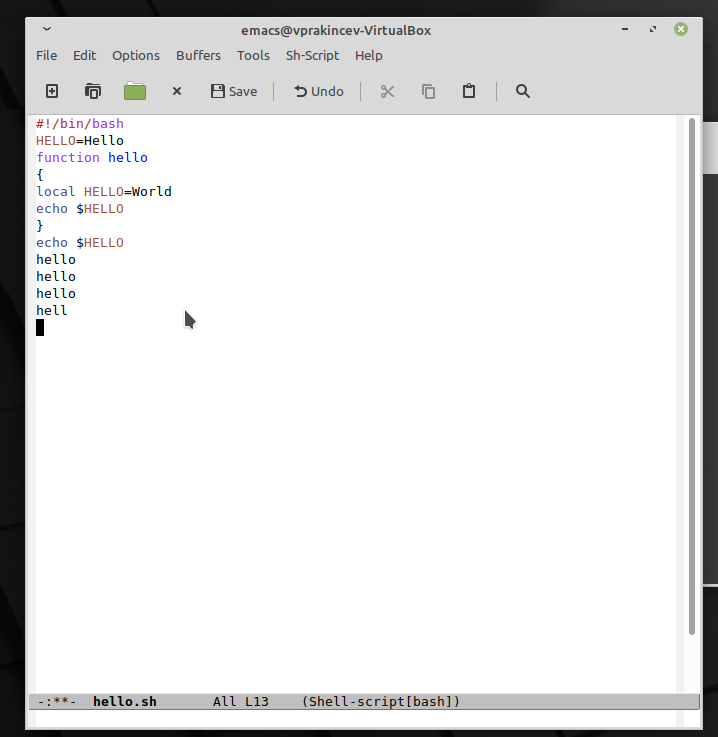 emacs@vprakincev-VirtualBox
File Edit Options Buffers Tools Sh-Script Help
Save Undo
#!/bin/bash
HELLO=Hello
function hello
{
local HELLO=World
echo $HELLO
}
echo $HELLO
hello
hello
hello
hell
-:**- hello.sh All L13 (Shell-script[bash])